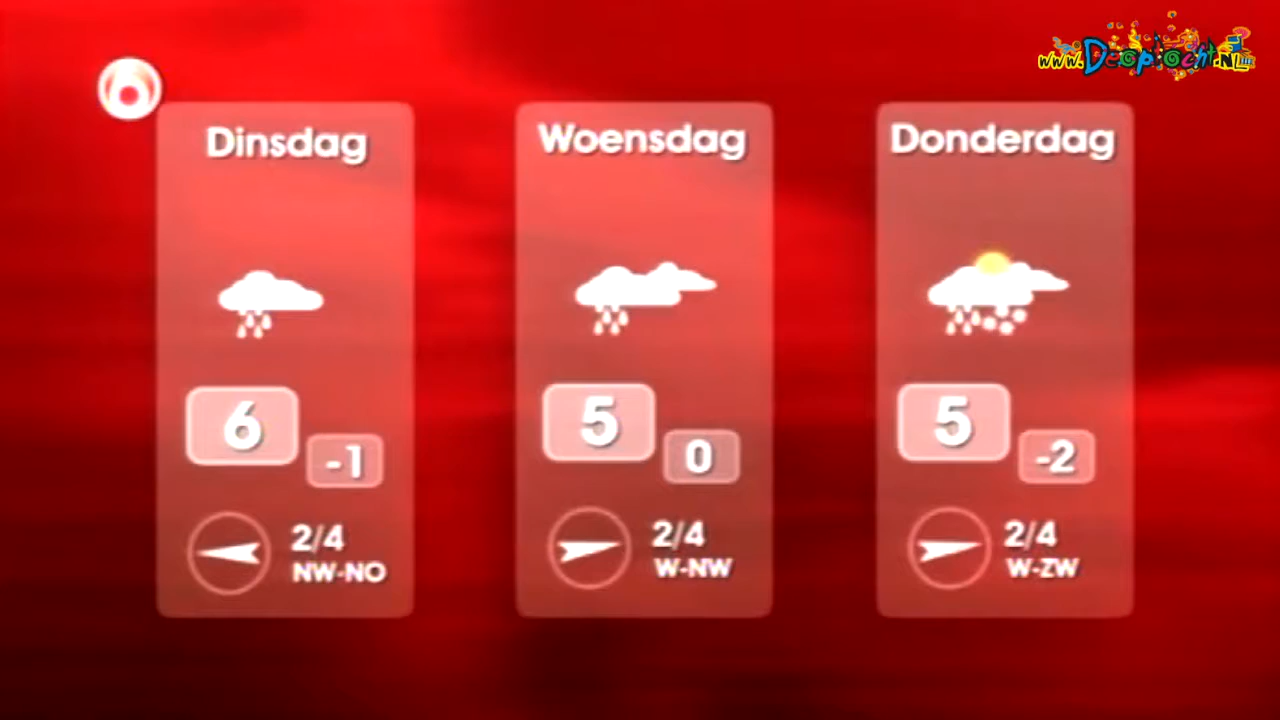 www.Deoptocht.NL
Dinsdag
6
-1
2/4
NW-NO
Woensdag
5
0
2/4
W-NW
Donderdag
5
-2
2/4
W-ZW